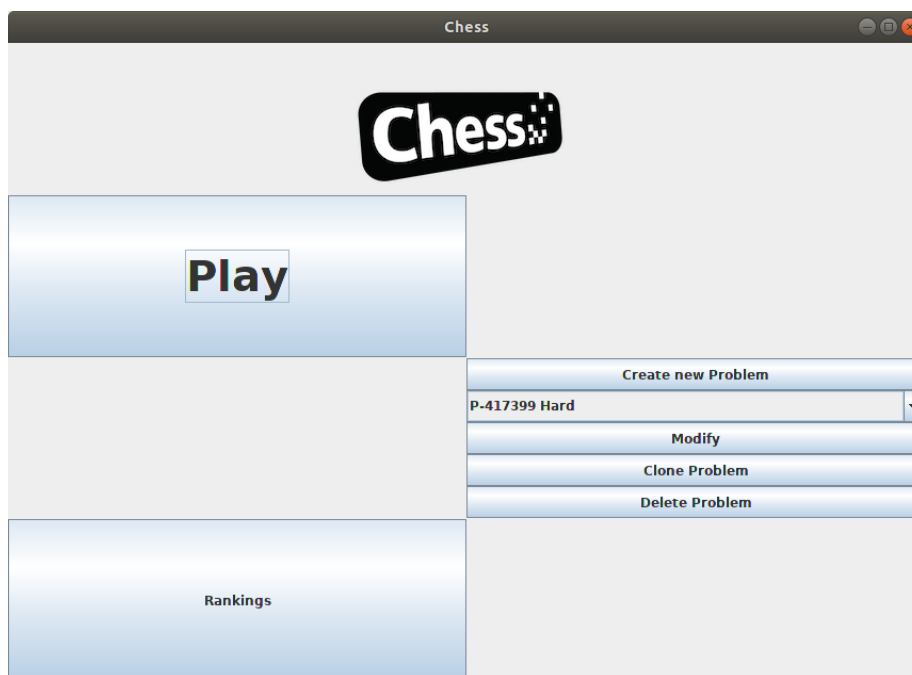 Chess
Chess
Play
Create new Problem
P-417399 Hard
Modify
Clone Problem
Delete Problem
Rankings